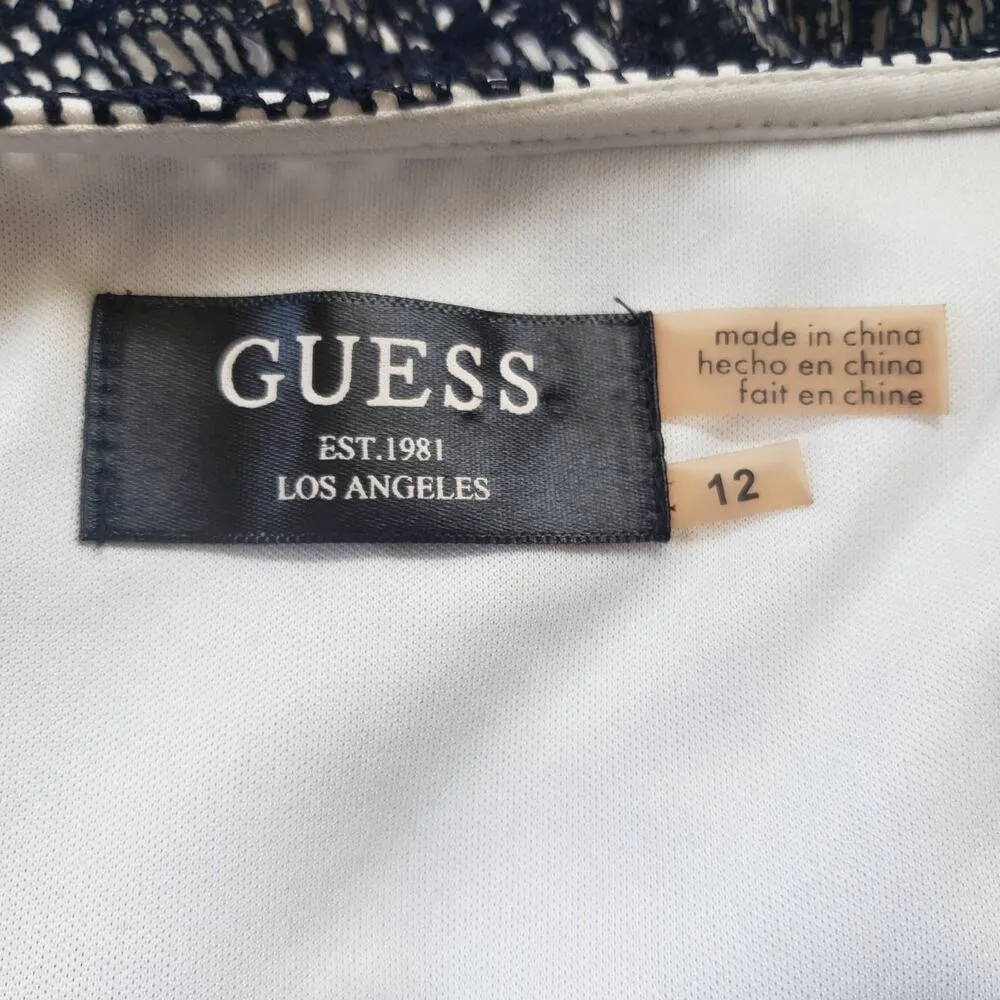 GUESS
EST.1981
LOS ANGELES
made in china
hecho en china
fait en chine
12